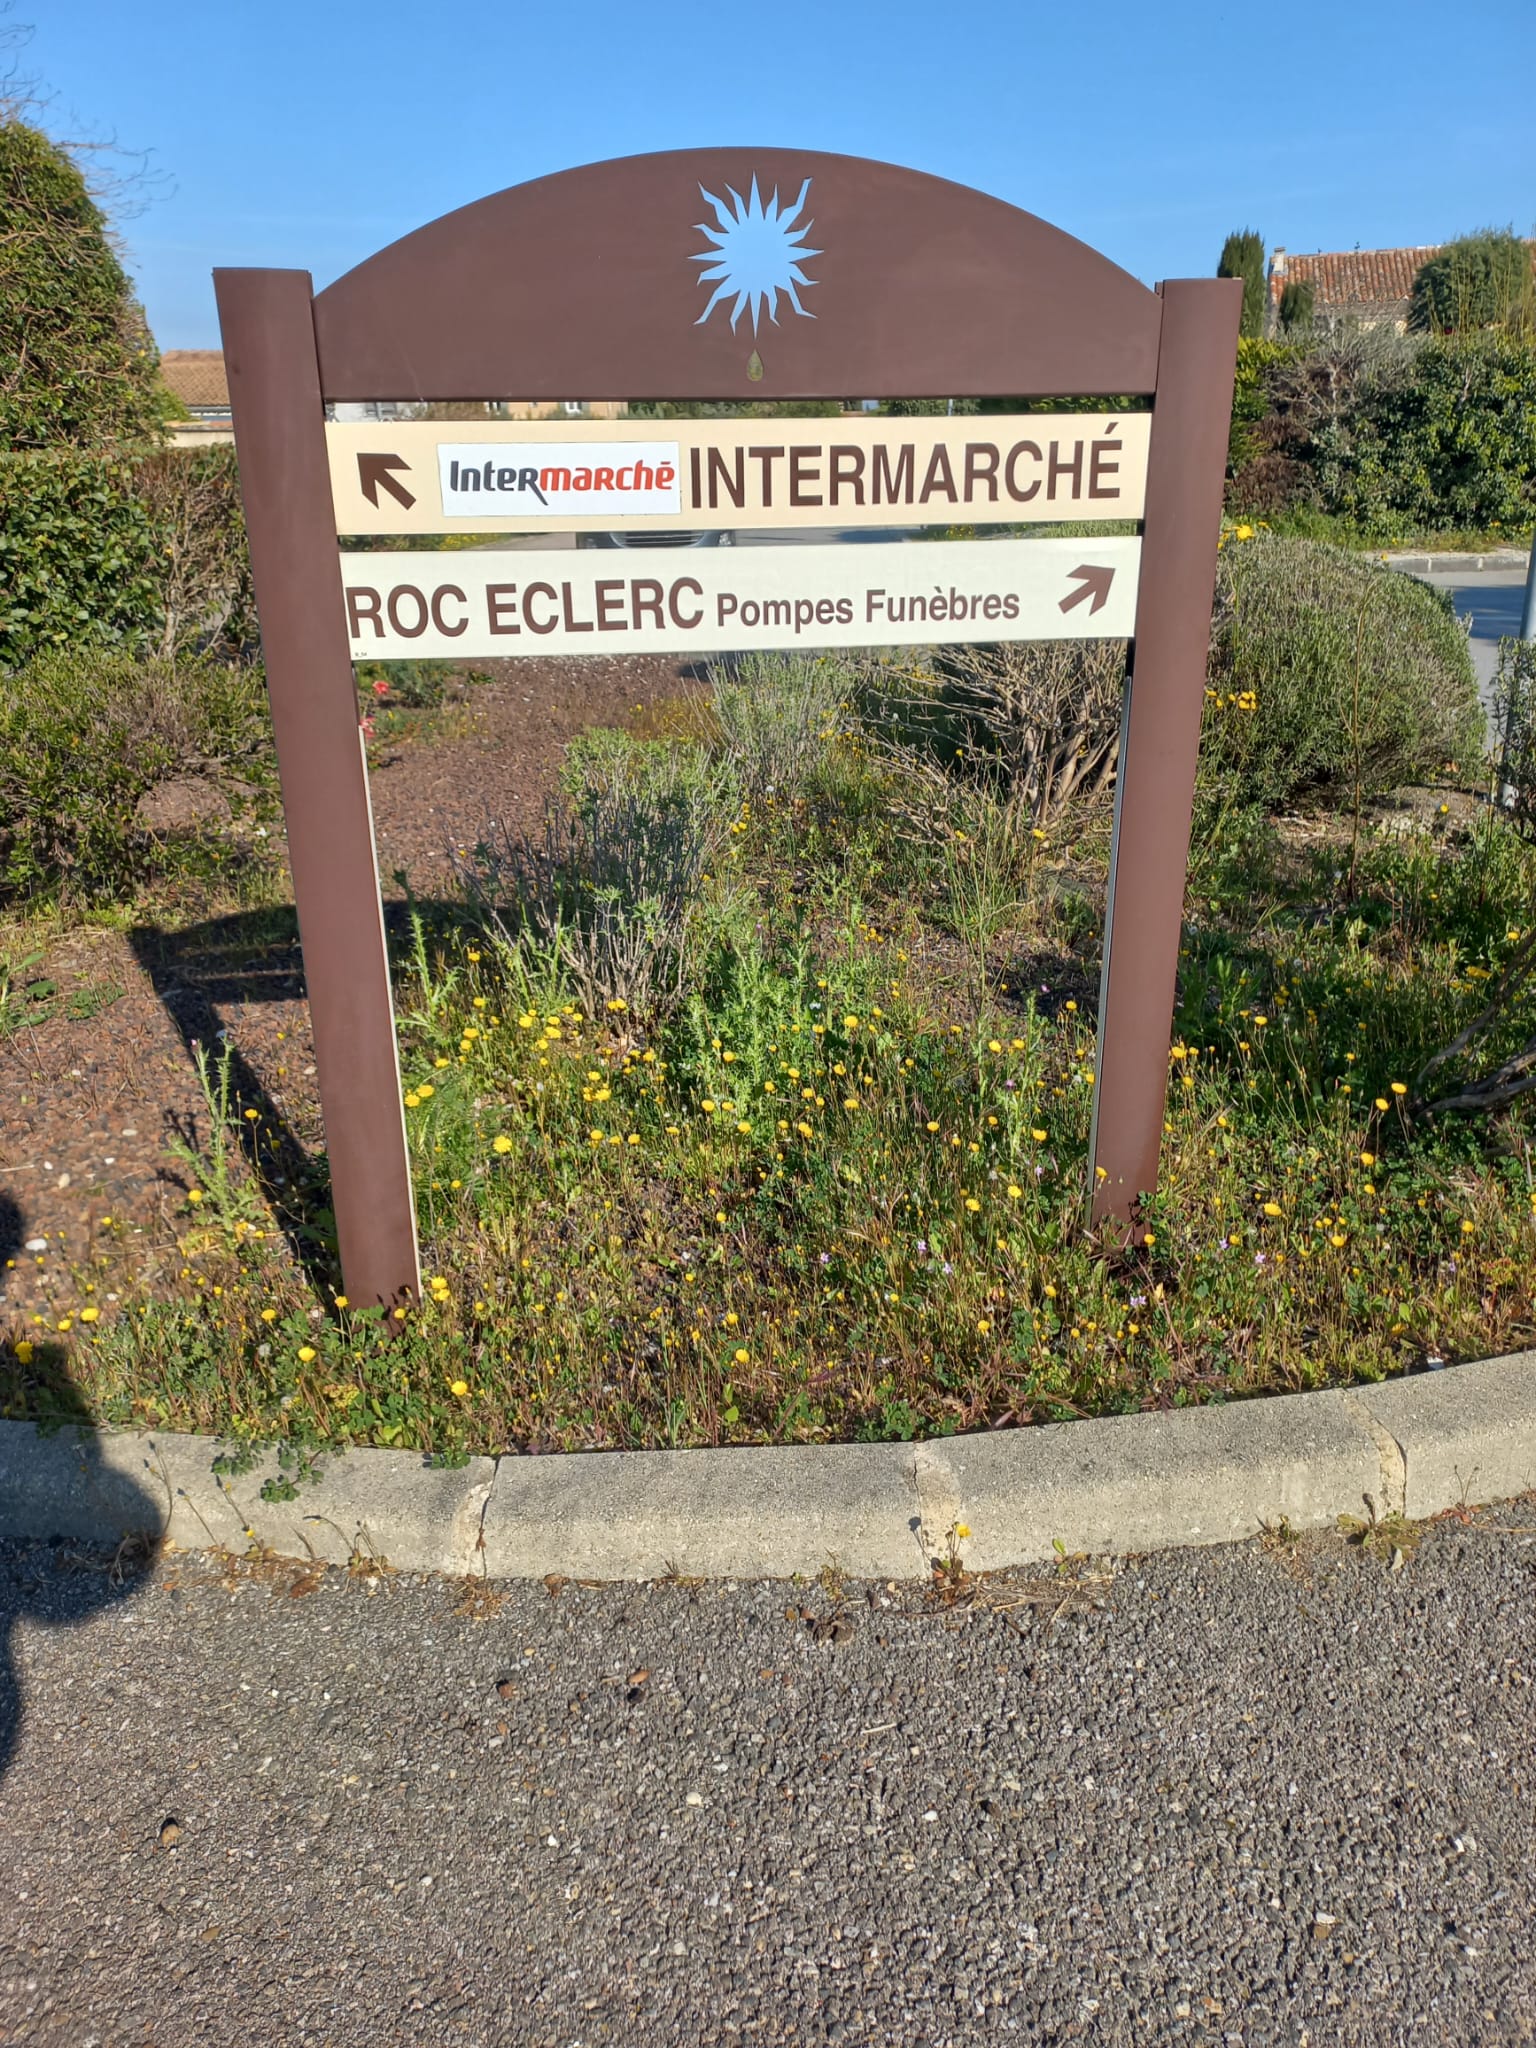 Intermarché INTERMARCHÉ
ROC ECLERC Pompes Funèbres